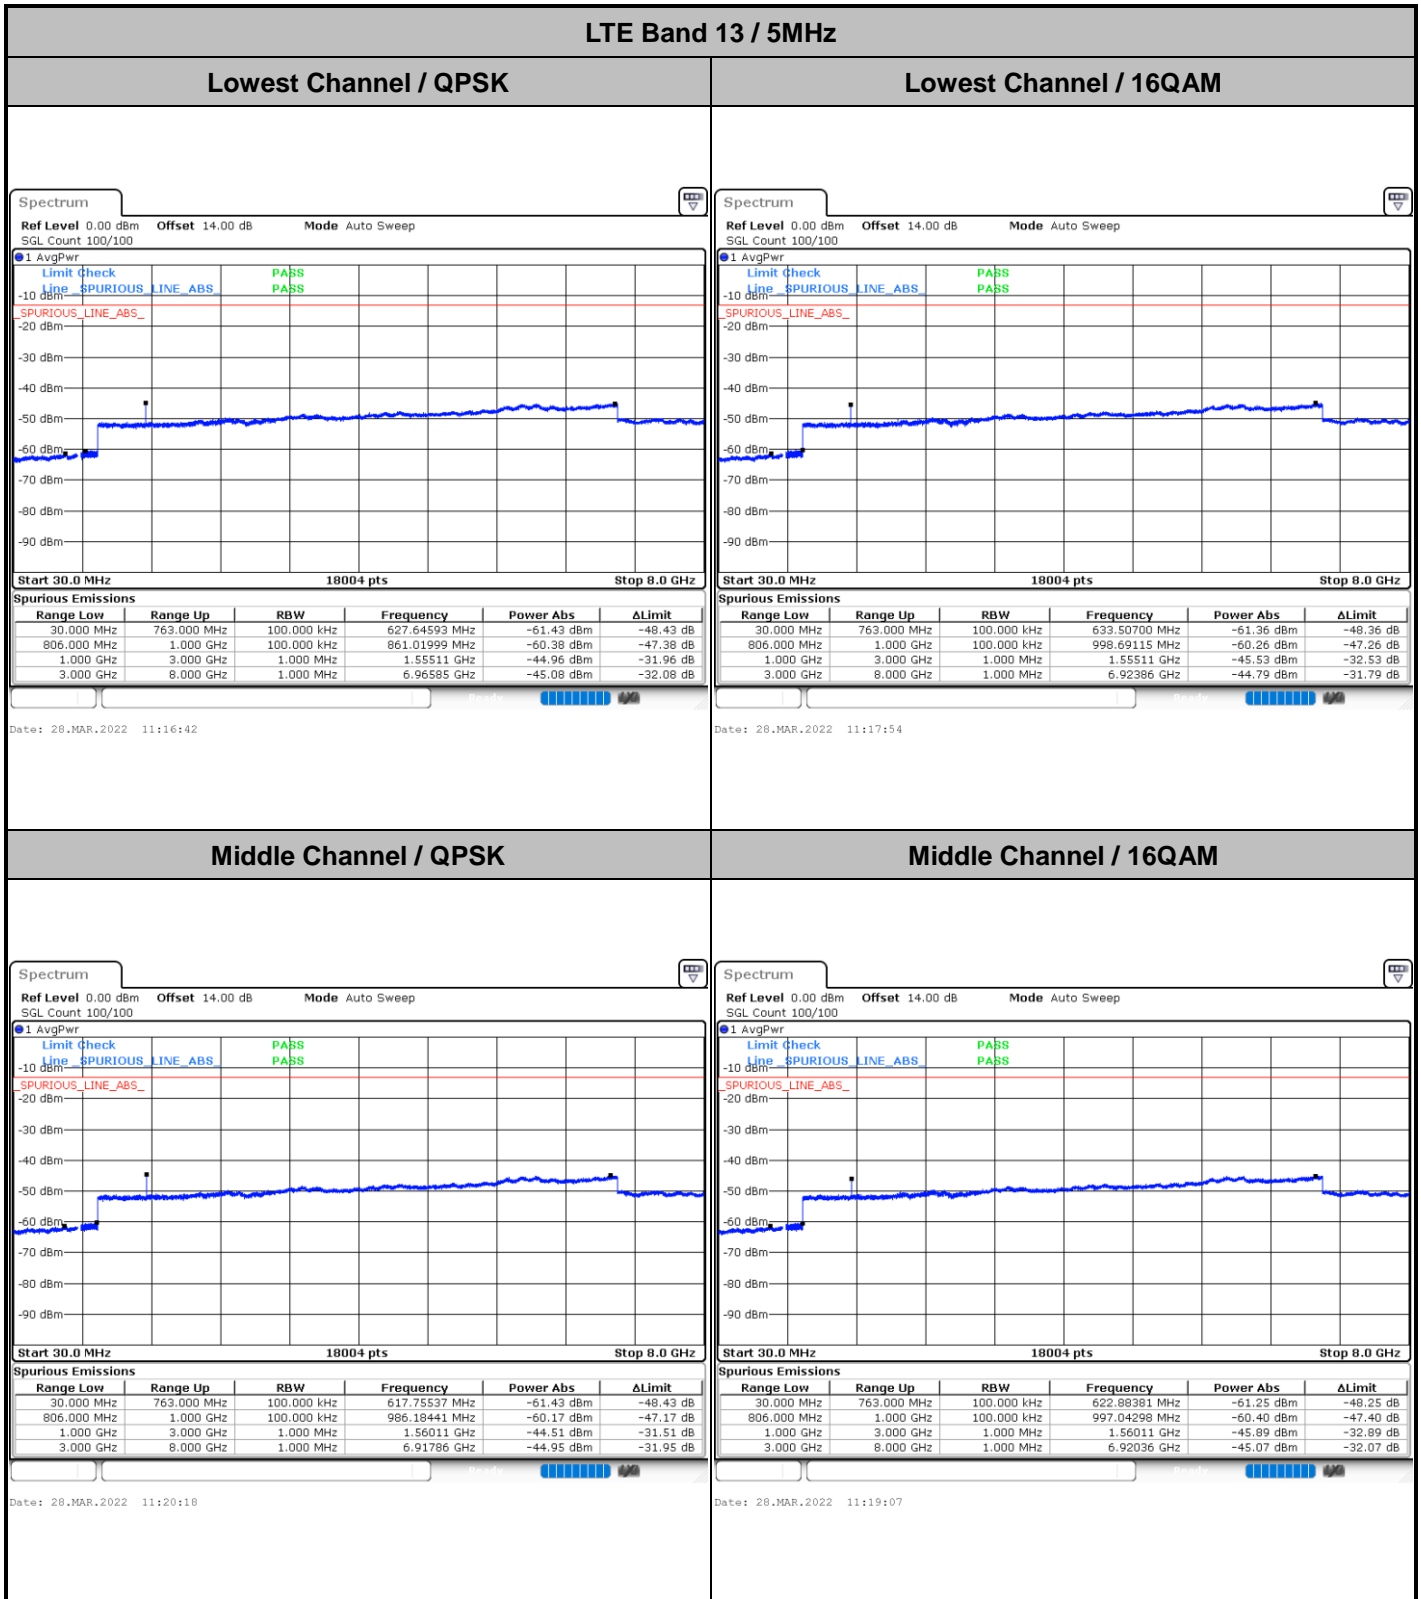 LTE Band 13 / 5MHz
Lowest Channel / QPSK
Lowest Channel / 16QAM
Spectrum
Ref Level 0.00 dBm Offset 14.00 dB Mode Auto Sweep
SGL Count 100/100
1 AvgPwr
Limit Check PASS
Line _SPURIOUS_LINE_ABS_ PASS
-10 dBm
_SPURIOUS_LINE_ABS_
-20 dBm
-30 dBm
-40 dBm
-50 dBm
-60 dBm
-70 dBm
-80 dBm
-90 dBm
Start 30.0 MHz 18004 pts Stop 8.0 GHz
Spurious Emissions
Range Low Range Up RBW Frequency Power Abs ΔLimit
30.000 MHz 763.000 MHz 100.000 kHz 627.64593 MHz -61.43 dBm -48.43 dB
806.000 MHz 1.000 GHz 100.000 kHz 861.01999 MHz -60.38 dBm -47.38 dB
1.000 GHz 3.000 GHz 1.000 MHz 1.55511 GHz -44.96 dBm -31.96 dB
3.000 GHz 8.000 GHz 1.000 MHz 6.96585 GHz -45.08 dBm -32.08 dB
Date: 28.MAR.2022 11:16:42
Spectrum
Ref Level 0.00 dBm Offset 14.00 dB Mode Auto Sweep
SGL Count 100/100
1 AvgPwr
Limit Check PASS
Line _SPURIOUS_LINE_ABS_ PASS
-10 dBm
_SPURIOUS_LINE_ABS_
-20 dBm
-30 dBm
-40 dBm
-50 dBm
-60 dBm
-70 dBm
-80 dBm
-90 dBm
Start 30.0 MHz 18004 pts Stop 8.0 GHz
Spurious Emissions
Range Low Range Up RBW Frequency Power Abs ΔLimit
30.000 MHz 763.000 MHz 100.000 kHz 633.50700 MHz -61.36 dBm -48.36 dB
806.000 MHz 1.000 GHz 100.000 kHz 998.69115 MHz -60.26 dBm -47.26 dB
1.000 GHz 3.000 GHz 1.000 MHz 1.55511 GHz -45.53 dBm -32.53 dB
3.000 GHz 8.000 GHz 1.000 MHz 6.92386 GHz -44.79 dBm -31.79 dB
Date: 28.MAR.2022 11:17:54
Middle Channel / QPSK
Middle Channel / 16QAM
Spectrum
Ref Level 0.00 dBm Offset 14.00 dB Mode Auto Sweep
SGL Count 100/100
1 AvgPwr
Limit Check PASS
Line _SPURIOUS_LINE_ABS_ PASS
-10 dBm
_SPURIOUS_LINE_ABS_
-20 dBm
-30 dBm
-40 dBm
-50 dBm
-60 dBm
-70 dBm
-80 dBm
-90 dBm
Start 30.0 MHz 18004 pts Stop 8.0 GHz
Spurious Emissions
Range Low Range Up RBW Frequency Power Abs ΔLimit
30.000 MHz 763.000 MHz 100.000 kHz 617.75537 MHz -61.43 dBm -48.43 dB
806.000 MHz 1.000 GHz 100.000 kHz 986.18441 MHz -60.17 dBm -47.17 dB
1.000 GHz 3.000 GHz 1.000 MHz 1.56011 GHz -44.51 dBm -31.51 dB
3.000 GHz 8.000 GHz 1.000 MHz 6.91786 GHz -44.95 dBm -31.95 dB
Date: 28.MAR.2022 11:20:18
Spectrum
Ref Level 0.00 dBm Offset 14.00 dB Mode Auto Sweep
SGL Count 100/100
1 AvgPwr
Limit Check PASS
Line _SPURIOUS_LINE_ABS_ PASS
-10 dBm
_SPURIOUS_LINE_ABS_
-20 dBm
-30 dBm
-40 dBm
-50 dBm
-60 dBm
-70 dBm
-80 dBm
-90 dBm
Start 30.0 MHz 18004 pts Stop 8.0 GHz
Spurious Emissions
Range Low Range Up RBW Frequency Power Abs ΔLimit
30.000 MHz 763.000 MHz 100.000 kHz 622.88381 MHz -61.25 dBm -48.25 dB
806.000 MHz 1.000 GHz 100.000 kHz 997.04298 MHz -60.40 dBm -47.40 dB
1.000 GHz 3.000 GHz 1.000 MHz 1.56011 GHz -45.89 dBm -32.89 dB
3.000 GHz 8.000 GHz 1.000 MHz 6.92036 GHz -45.07 dBm -32.07 dB
Date: 28.MAR.2022 11:19:07